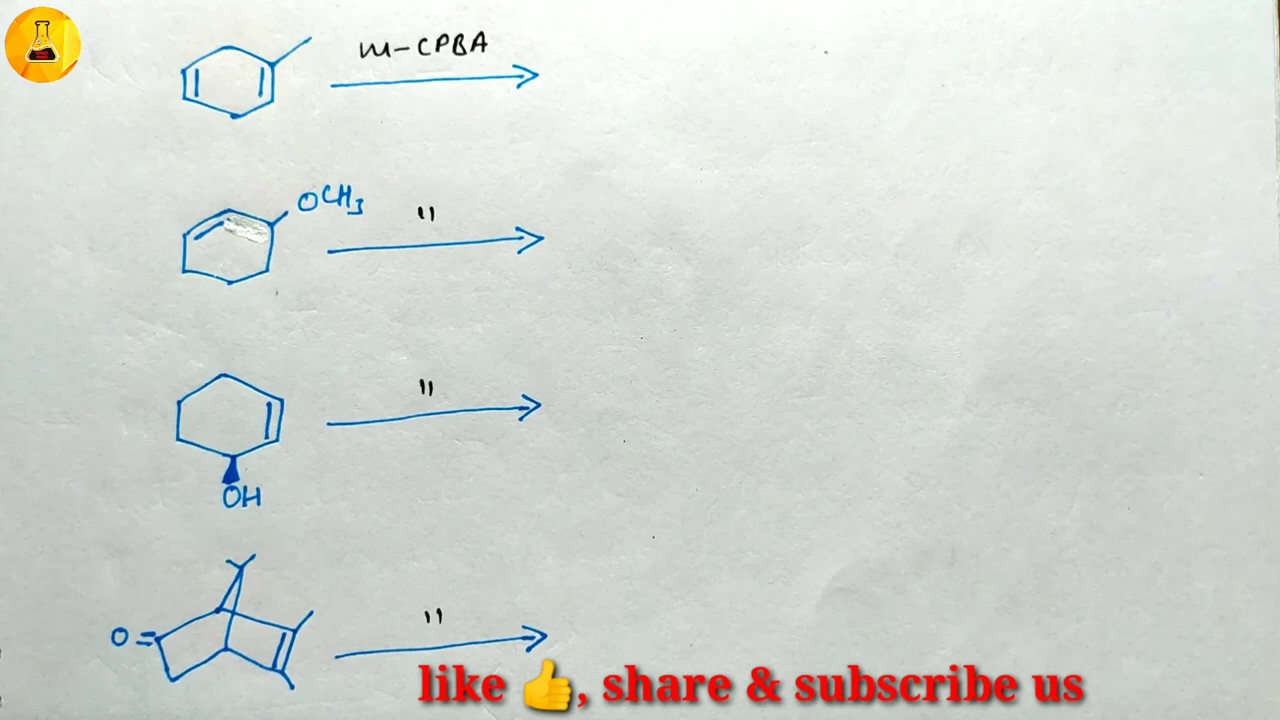 m-CPBA
OCH3
"
"
OH
"
O
like 👍, share & subscribe us